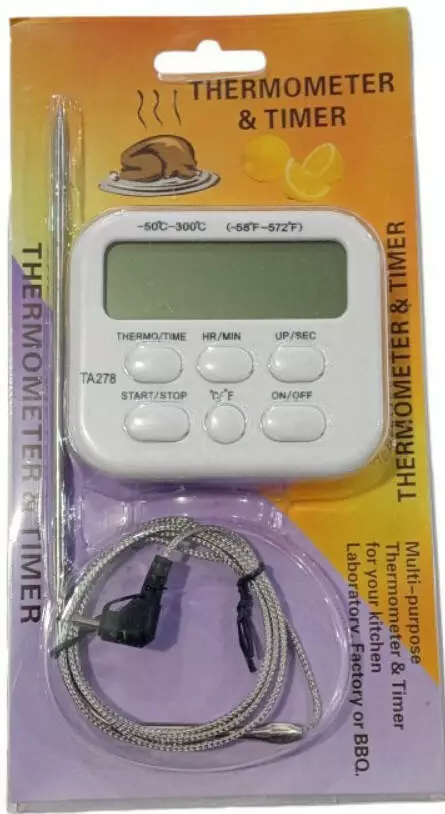 THERMOMETER
& TIMER
-50℃-300℃ (-58℉-572℉)
THERMO/TIME HR/MIN UP/SEC
TA278
START/STOP ℃/℉ ON/OFF
THERMOMETER & TIMER
THERMOMETER & TIMER
Multi-purpose
Thermometer & Timer
for your kitchen
Laboratory, Factory or BBQ.